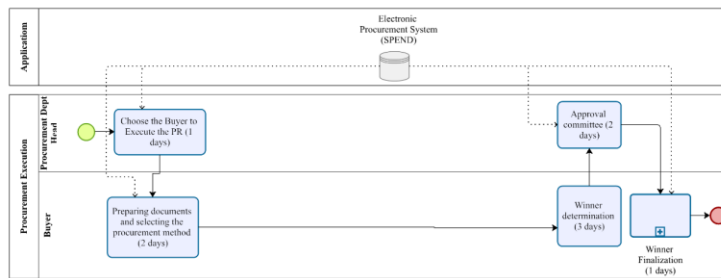 Electronic
Procurement System
(SPEND)
Applicatiom
Procurement Execution
Procurement Dept
Head
Choose the Buyer to
Execute the PR (1
days)
Approval
committee (2
days)
Buyer
Preparing documents
and selecting the
procurement method
(2 days)
Winner
determination
(3 days)
Winner
Finalization
(1 days)